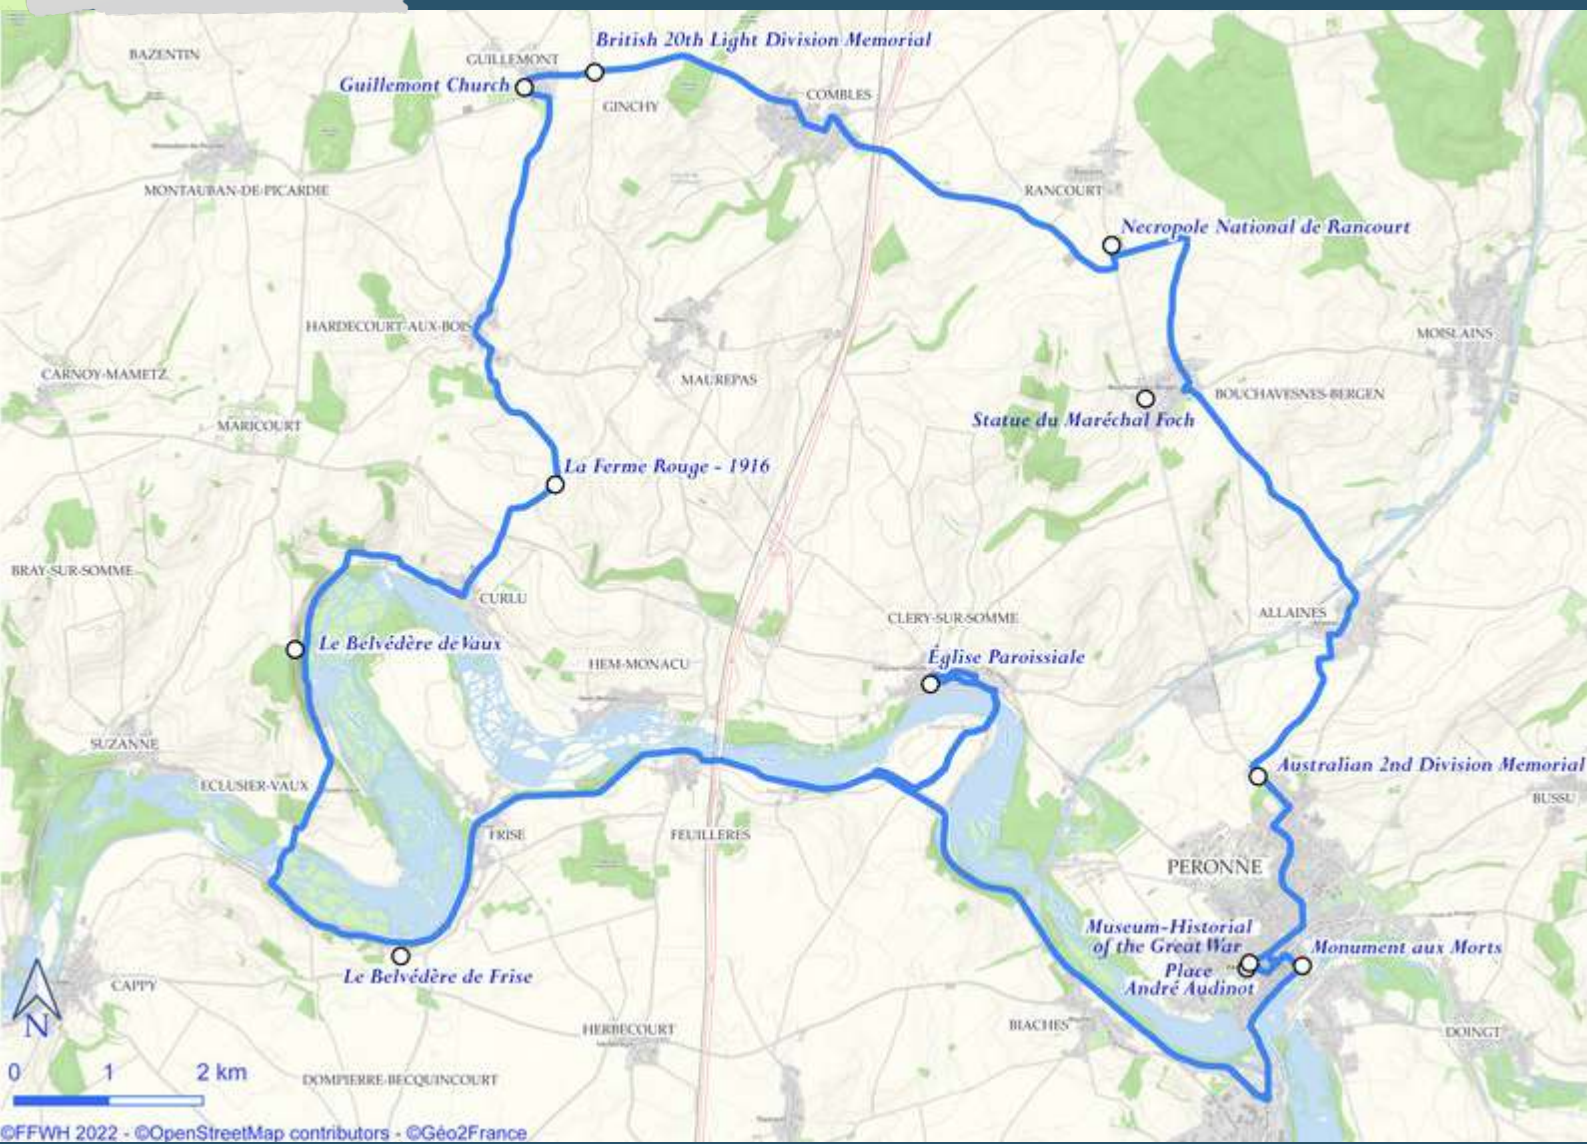 BAZENTIN
British 20th Light Division Memorial
GUILLEMONT
Guillemont Church
GINCHY
COMBLES
MONTAUBAN-DE-PICARDIE
RANCOURT
Necropole National de Rancourt
HARDECOURT-AUX-BOIS
MOISLAINS
CARNOY-MAMETZ
MAUREPAS
BOUCHAVESNES-BERGEN
MARICOURT
Statue du Maréchal Foch
La Ferme Rouge - 1916
BRAY-SUR-SOMME
CURLU
ALLAINES
CLERY-SUR-SOMME
Le Belvédère de Vaux
HEM-MONACU
Église Paroissiale
SUZANNE
ECLUSIER-VAUX
Australian 2nd Division Memorial
BUSSU
FRISE
FEUILLERES
PERONNE
Museum-Historial
of the Great War
Monument aux Morts
Place
André Audinot
Le Belvédère de Frise
CAPPY
HERBECOURT
BIACHES
DOINGT
N
0 1 2 km
DOMPIERRE-BECQUINCOURT
©FFWH 2022 - ©OpenStreetMap contributors - ©Géo2France